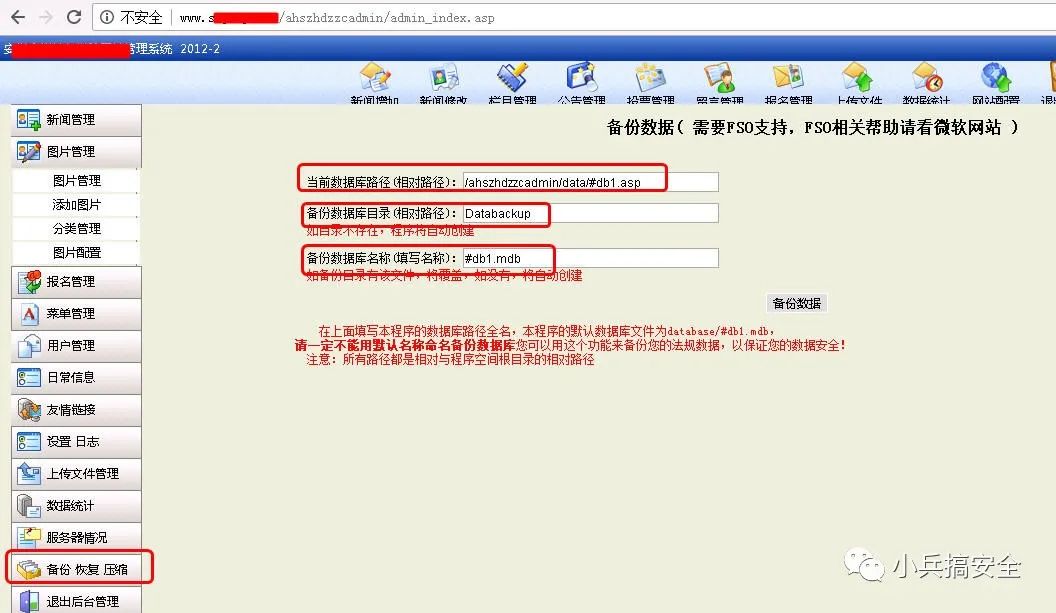 不安全 www.s /ahszhdzzcadmin/admin_index.asp
管理系统 2012-2
新闻增加 新闻修改 栏目管理 公告管理 投票管理 留言管理 报名管理 上传文件 数据统计 网站配置
新闻管理
图片管理
图片管理
添加图片
分类管理
图片配置
报名管理
菜单管理
用户管理
日常信息
友情链接
设置 日志
上传文件管理
数据统计
服务器情况
备份 恢复 压缩
退出后台管理
备份数据( 需要FSO支持，FSO相关帮助请看微软网站 )
当前数据库路径(相对路径)： /ahszhdzzcadmin/data/#db1.asp
备份数据库目录(相对路径)： Databackup
如目录不存在，程序将自动创建
备份数据库名称(填写名称)： #db1.mdb
如备份目录有该文件，将覆盖，如没有，将自动创建
备份数据
在上面填写本程序的数据库路径全名，本程序的默认数据库文件为database/#db1.mdb，
请一定不能用默认名称命名备份数据库您可以用这个功能来备份您的法规数据，以保证您的数据安全！
注意：所有路径都是相对与程序空间根目录的相对路径
小兵搞安全